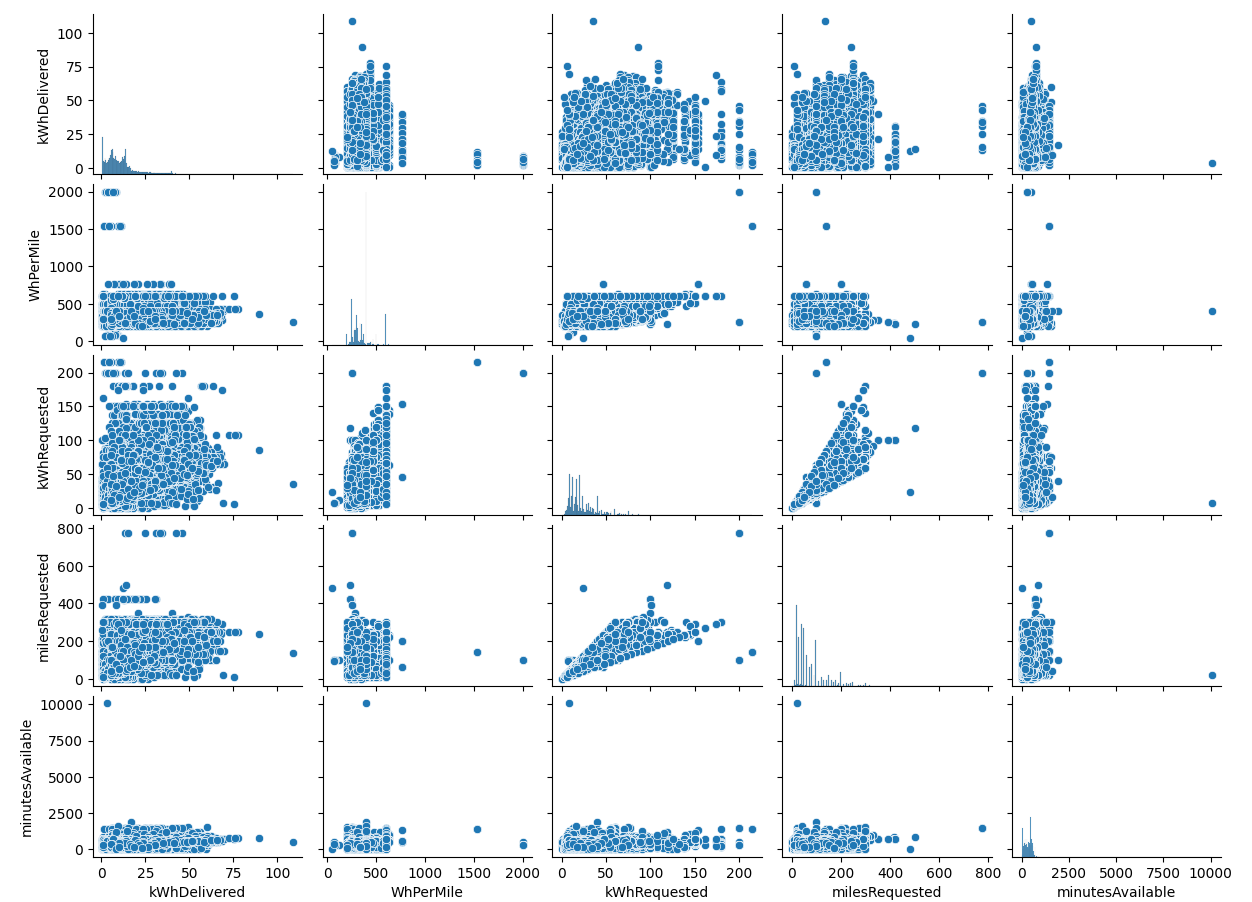 100
75
50
25
0
kWhDelivered
2000
1500
1000
500
0
WhPerMile
200
150
100
50
0
kWhRequested
800
600
400
200
0
milesRequested
10000
7500
5000
2500
0
minutesAvailable
0 25 50 75 100
kWhDelivered
0 500 1000 1500 2000
WhPerMile
0 50 100 150 200
kWhRequested
0 200 400 600 800
milesRequested
0 2500 5000 7500 10000
minutesAvailable